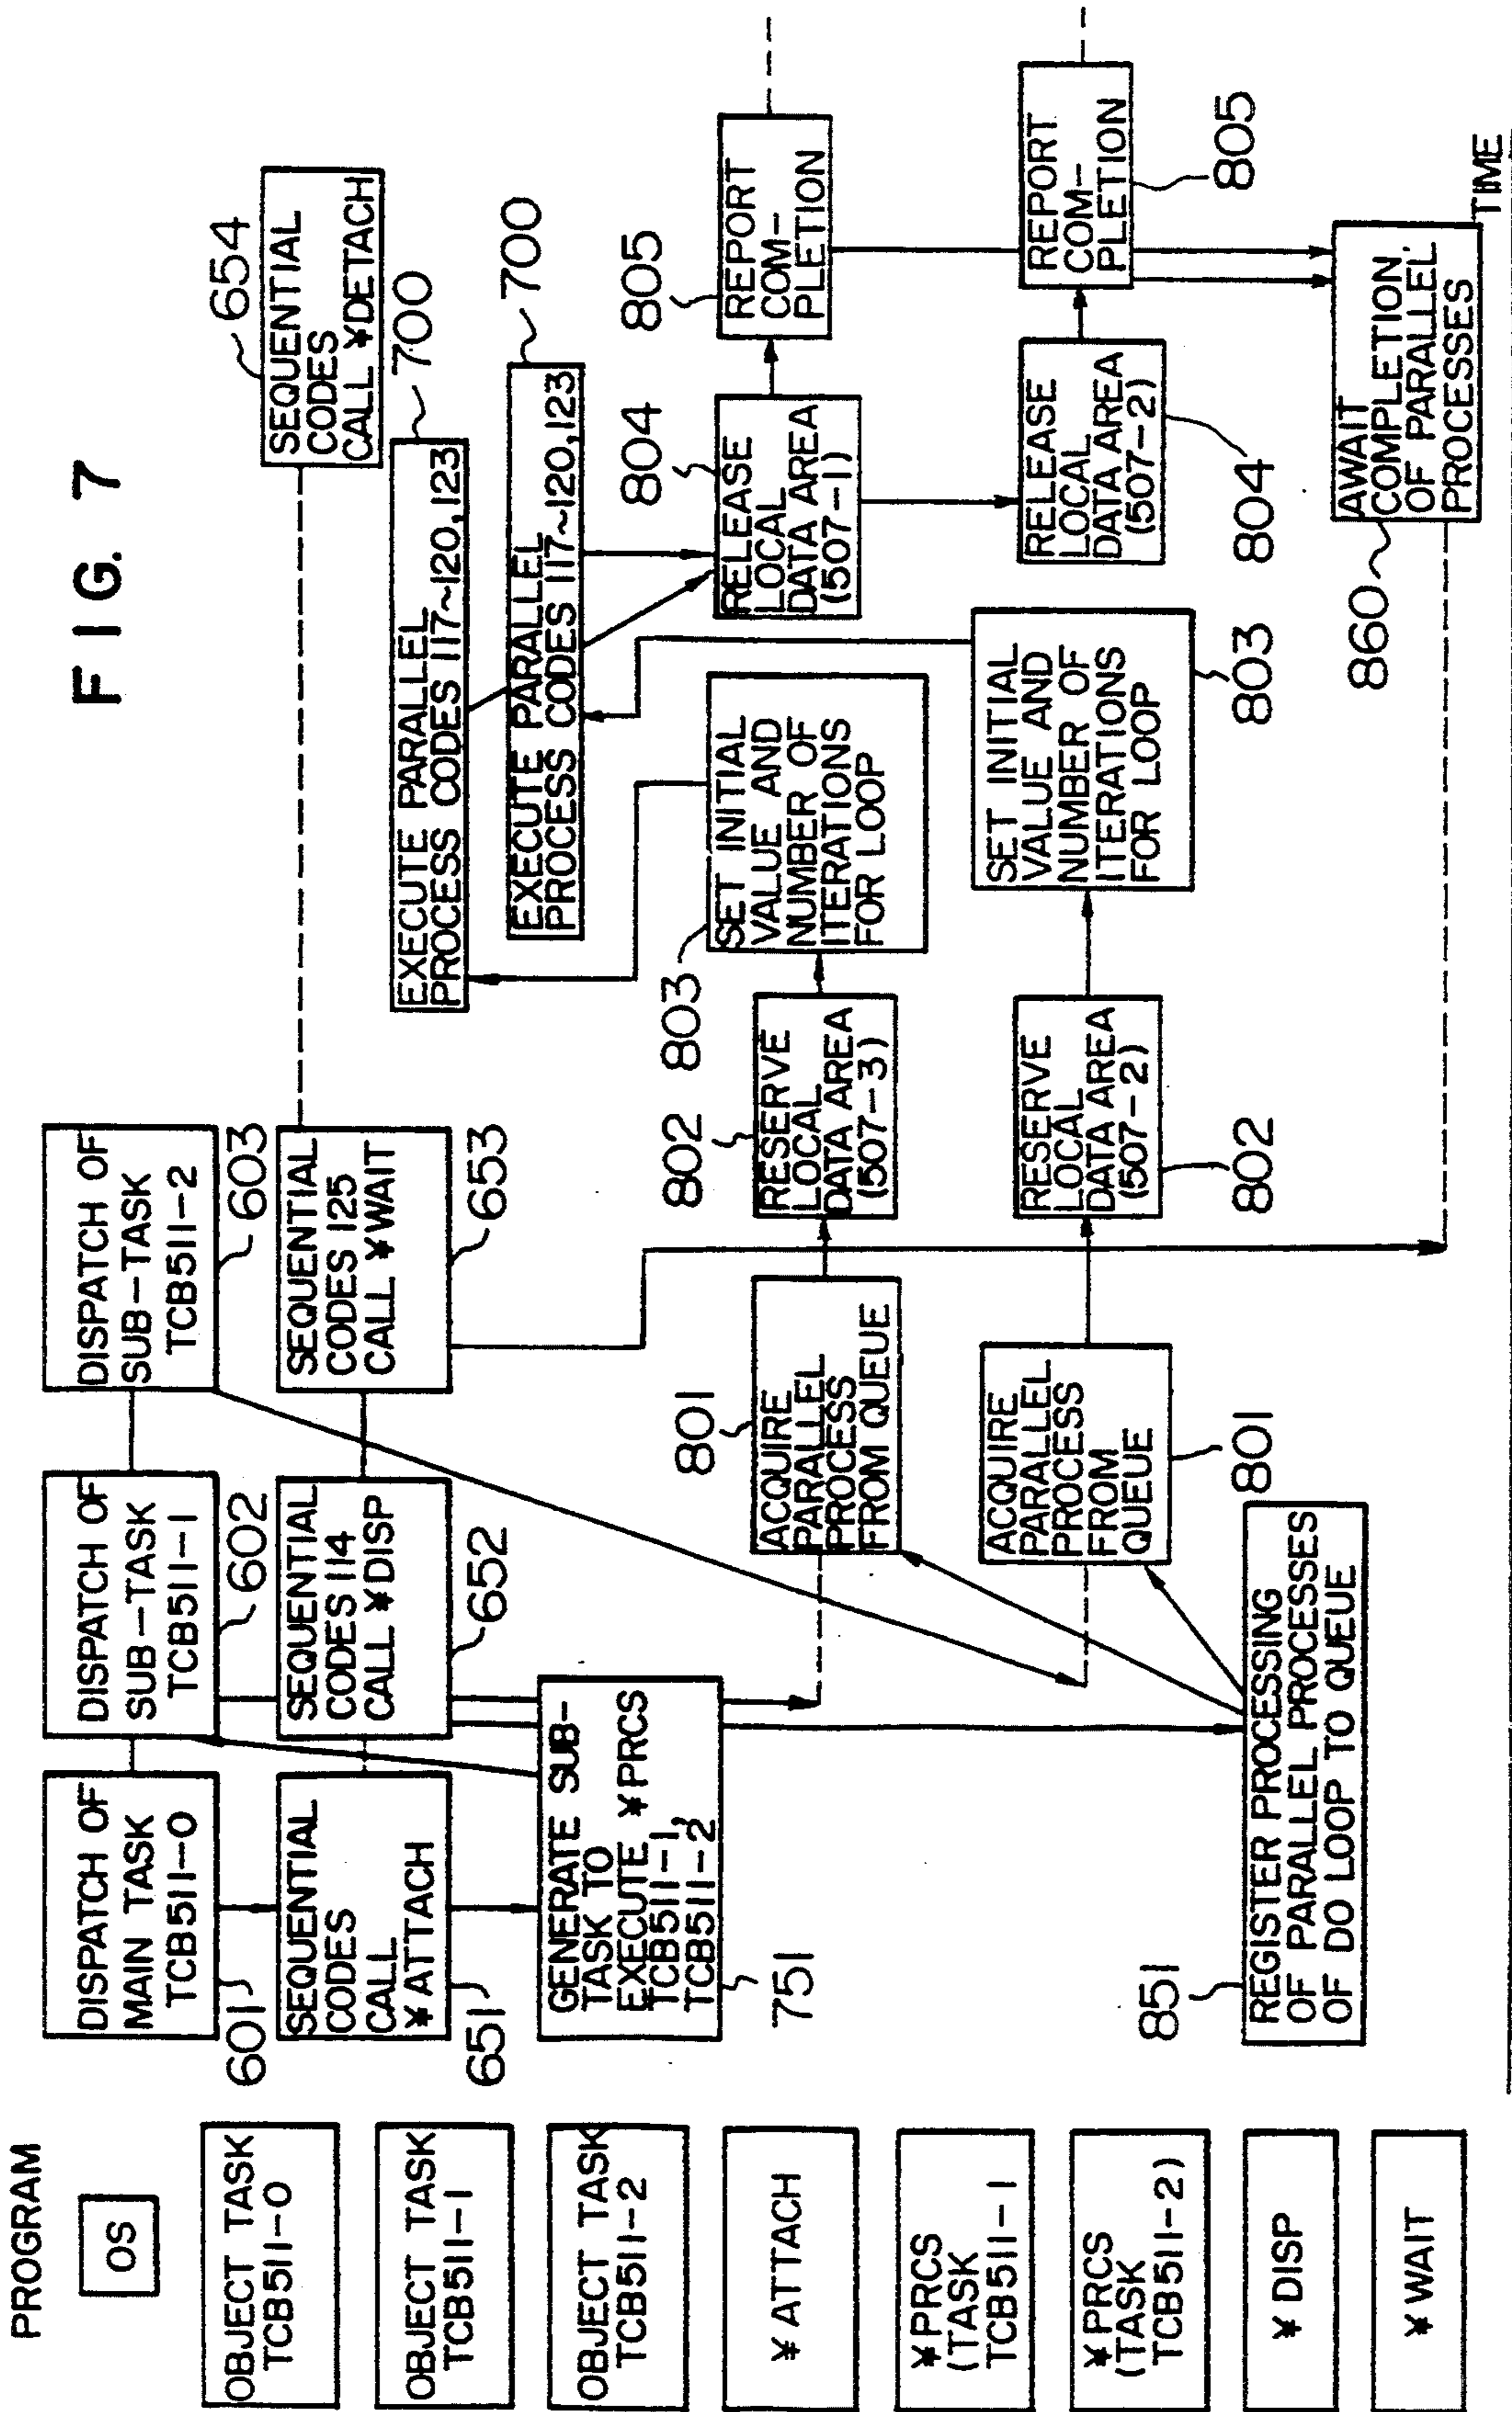 FIG. 7
PROGRAM
OS
DISPATCH OF
MAIN TASK
TCB511-0
601
DISPATCH OF
SUB-TASK
TCB511-1
602
DISPATCH OF
SUB-TASK
TCB511-2
603
OBJECT TASK
TCB511-0
SEQUENTIAL
CODES
CALL
¥ATTACH
651
SEQUENTIAL
CODES 114
CALL ¥DISP
652
SEQUENTIAL
CODES 125
CALL ¥WAIT
653
SEQUENTIAL
CODES
CALL ¥DETACH
654
OBJECT TASK
TCB511-1
EXECUTE PARALLEL
PROCESS CODES 117~120,123
700
OBJECT TASK
TCB511-2
EXECUTE PARALLEL
PROCESS CODES 117~120,123
700
¥ATTACH
GENERATE SUB-
TASK TO
EXECUTE ¥PRCS
TCB511-1,
TCB511-2
751
¥PRCS
(TASK
TCB511-1
801
ACQUIRE
PARALLEL
PROCESS
FROM QUEUE
802
RESERVE
LOCAL
DATA AREA
(507-3)
803
SET INITIAL
VALUE AND
NUMBER OF
ITERATIONS
FOR LOOP
804
RELEASE
LOCAL
DATA AREA
(507-1)
805
REPORT
COM-
PLETION
¥PRCS
(TASK
TCB511-2)
ACQUIRE
PARALLEL
PROCESS
FROM
QUEUE
801
RESERVE
LOCAL
DATA AREA
(507-2)
802
SET INITIAL
VALUE AND
NUMBER OF
ITERATIONS
FOR LOOP
803
RELEASE
LOCAL
DATA AREA
(507-2)
804
REPORT
COM-
PLETION
805
¥DISP
851
REGISTER PROCESSING
OF PARALLEL PROCESSES
OF DO LOOP TO QUEUE
¥WAIT
860
AWAIT
COMPLETION
OF PARALLEL
PROCESSES
TIME